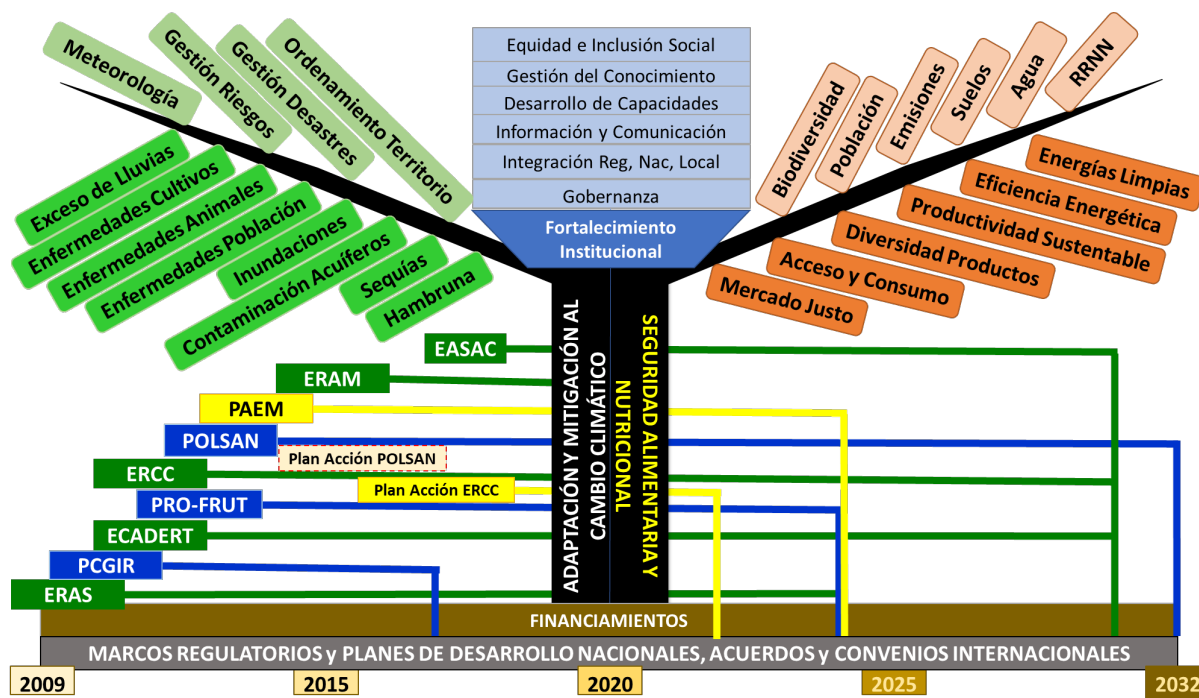 Meteorología
Gestión Riesgos
Gestión Desastres
Ordenamiento Territorio
Exceso de Lluvias
Enfermedades Cultivos
Enfermedades Animales
Enfermedades Población
Inundaciones
Contaminación Acuíferos
Sequías
Hambruna
Equidad e Inclusión Social
Gestión del Conocimiento
Desarrollo de Capacidades
Información y Comunicación
Integración Reg, Nac, Local
Gobernanza
Fortalecimiento
Institucional
Biodiversidad
Población
Emisiones
Suelos
Agua
RRNN
Energías Limpias
Eficiencia Energética
Productividad Sustentable
Diversidad Productos
Acceso y Consumo
Mercado Justo
ADAPTACIÓN Y MITIGACIÓN AL
CAMBIO CLIMÁTICO
SEGURIDAD ALIMENTARIA Y
NUTRICIONAL
EASAC
ERAM
PAEM
POLSAN
Plan Acción POLSAN
ERCC
Plan Acción ERCC
PRO-FRUT
ECADERT
PCGIR
ERAS
FINANCIAMIENTOS
MARCOS REGULATORIOS y PLANES DE DESARROLLO NACIONALES, ACUERDOS y CONVENIOS INTERNACIONALES
2009 2015 2020 2025 2032